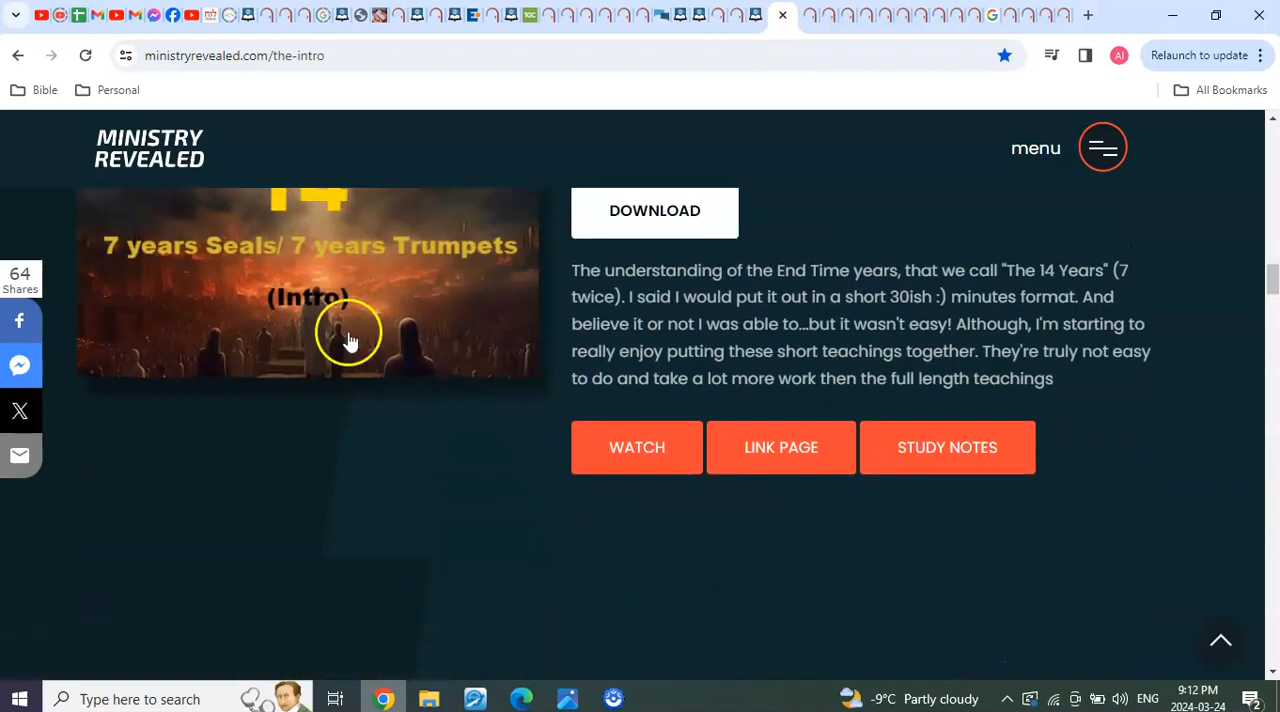 ministryrevealed.com/the-intro
AI
Relaunch to update
Bible
Personal
All Bookmarks
MINISTRY
REVEALED
menu
14
7 years Seals/ 7 years Trumpets
(Intro)
DOWNLOAD
64
Shares
The understanding of the End Time years, that we call "The 14 Years" (7
twice). I said I would put it out in a short 30ish :) minutes format. And
believe it or not I was able to...but it wasn't easy! Although, I'm starting to
really enjoy putting these short teachings together. They're truly not easy
to do and take a lot more work then the full length teachings
WATCH
LINK PAGE
STUDY NOTES
Type here to search
-9°C Partly cloudy
ENG
9:12 PM
2024-03-24
2